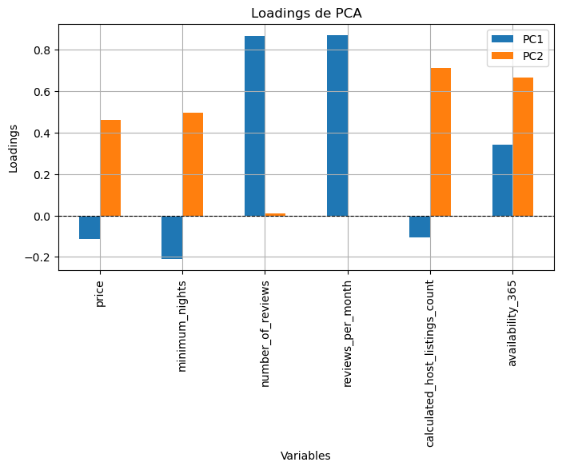 Loadings de PCA
PC1
PC2
Loadings
0.8
0.6
0.4
0.2
0.0
−0.2
price
minimum_nights
number_of_reviews
reviews_per_month
calculated_host_listings_count
availability_365
Variables